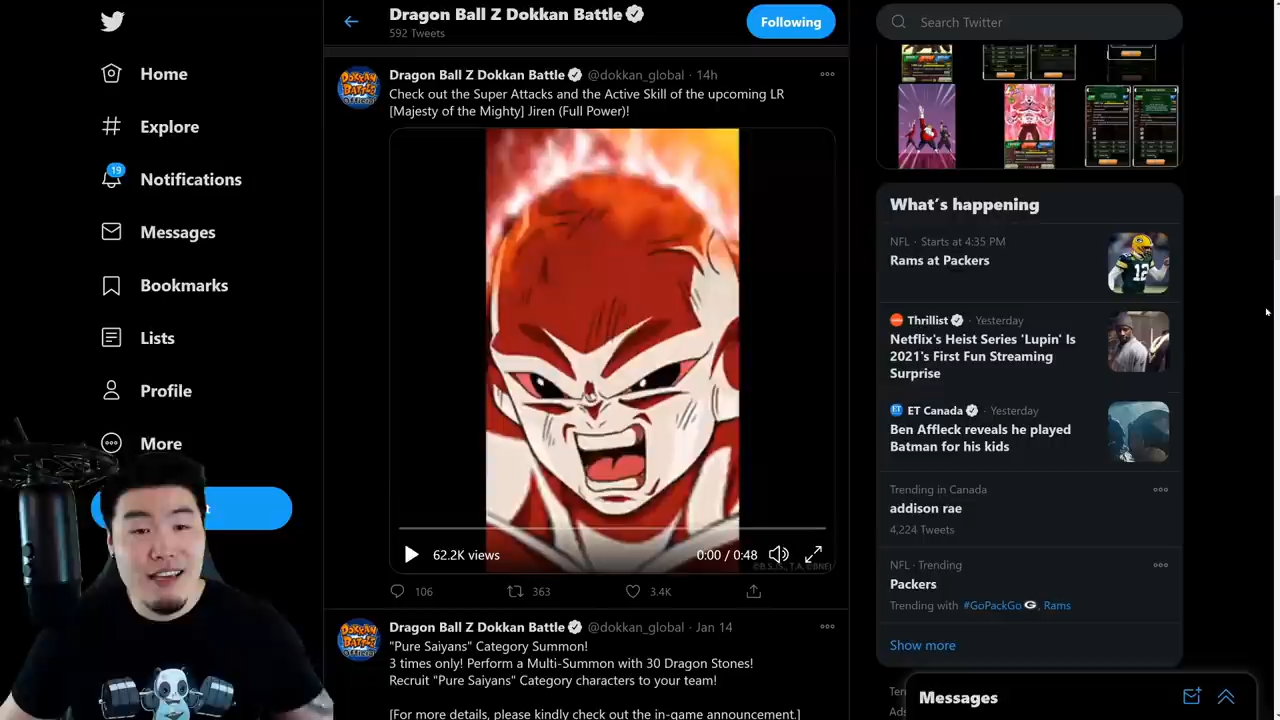 Home
Explore
19
Notifications
Messages
Bookmarks
Lists
Profile
More
Dragon Ball Z Dokkan Battle
592 Tweets
Following
Dragon Ball Z Dokkan Battle @dokkan_global · 14h
Check out the Super Attacks and the Active Skill of the upcoming LR
[Majesty of the Mighty] Jiren (Full Power)!
62.2K views
0:00 / 0:48
106
363
3.4K
Dragon Ball Z Dokkan Battle @dokkan_global · Jan 14
"Pure Saiyans" Category Summon!
3 times only! Perform a Multi-Summon with 30 Dragon Stones!
Recruit "Pure Saiyans" Category characters to your team!
[For more details, please kindly check out the in-game announcement.]
Search Twitter
What's happening
NFL · Starts at 4:35 PM
Rams at Packers
Thrillist · Yesterday
Netflix's Heist Series 'Lupin' Is
2021's First Fun Streaming
Surprise
ET Canada · Yesterday
Ben Affleck reveals he played
Batman for his kids
Trending in Canada
addison rae
4,224 Tweets
NFL · Trending
Packers
Trending with #GoPackGo, Rams
Show more
Messages